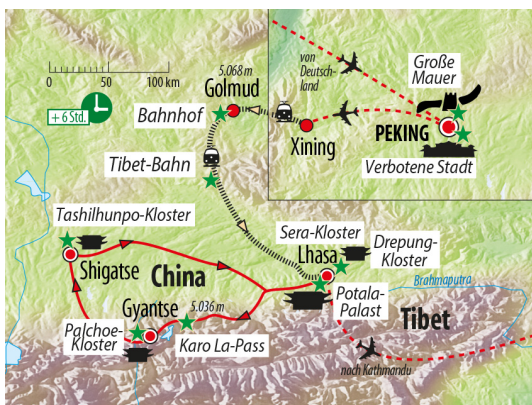 0
50
100 km
+ 6 Std.
5.068 m
Golmud
Bahnhof
Tibet-Bahn
Xining
von
Deutsch-
land
Große
Mauer
PEKING
Verbotene Stadt
Tashilhunpo-Kloster
Shigatse
China
Sera-Kloster
Lhasa
Drepung-
Kloster
Potala-
Palast
Brahmaputra
Tibet
Gyantse
5.036 m
Palchoe-
Kloster
Karo La-Pass
nach Kathmandu